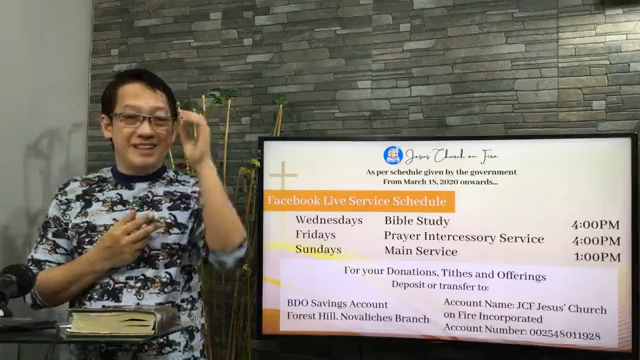 Jesus Church on Fire
As per schedule given by the government
From March 18, 2020 onwards...
Facebook Live Service Schedule
Wednesdays Bible Study 4:00PM
Fridays Prayer Intercessory Service 4:00PM
Sundays Main Service 1:00PM
For your Donations, Tithes and Offerings
Deposit or transfer to:
BDO Savings Account
Forest Hill, Novaliches Branch
Account Name: JCF Jesus' Church
on Fire Incorporated
Account Number: 002548011928